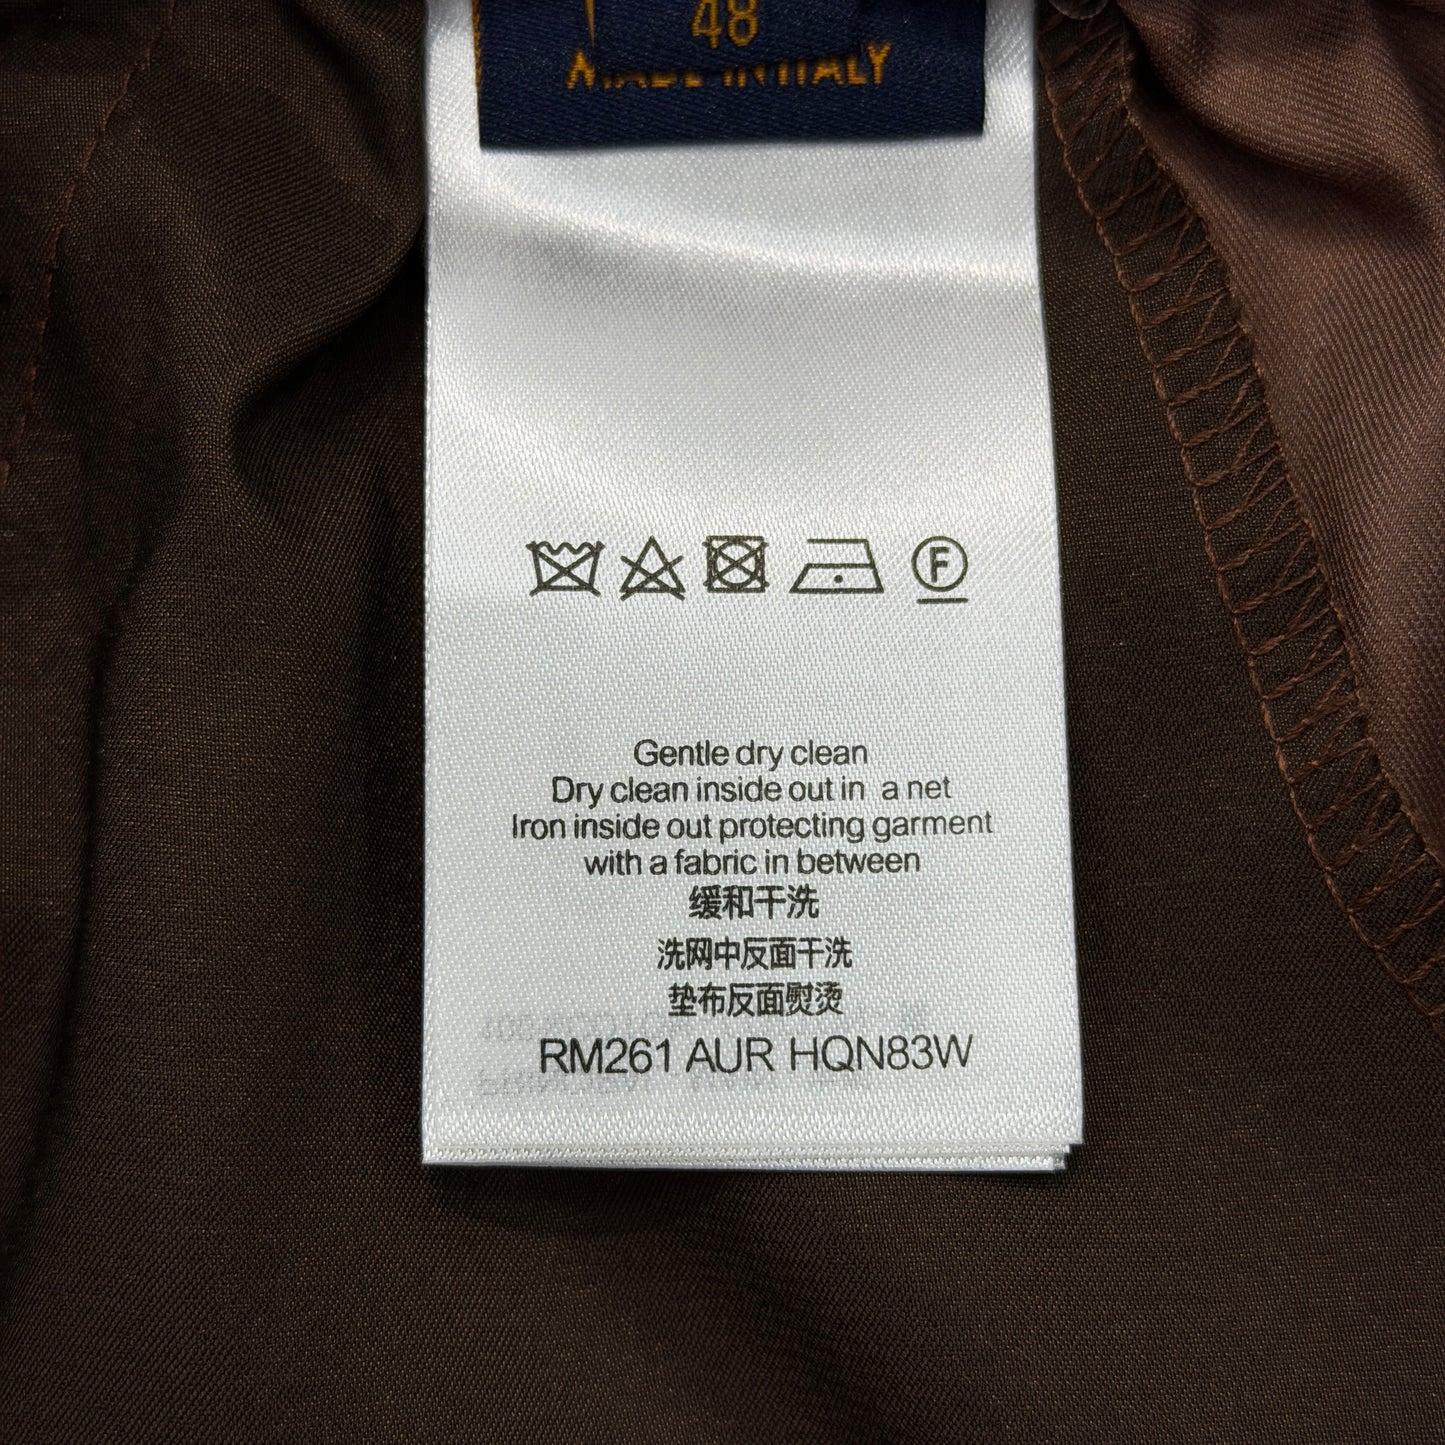 48
MADE IN ITALY
F
Gentle dry clean
Dry clean inside out in a net
Iron inside out protecting garment
with a fabric in between
缓和干洗
洗网中反面干洗
垫布反面熨烫
RM261 AUR HQN83W